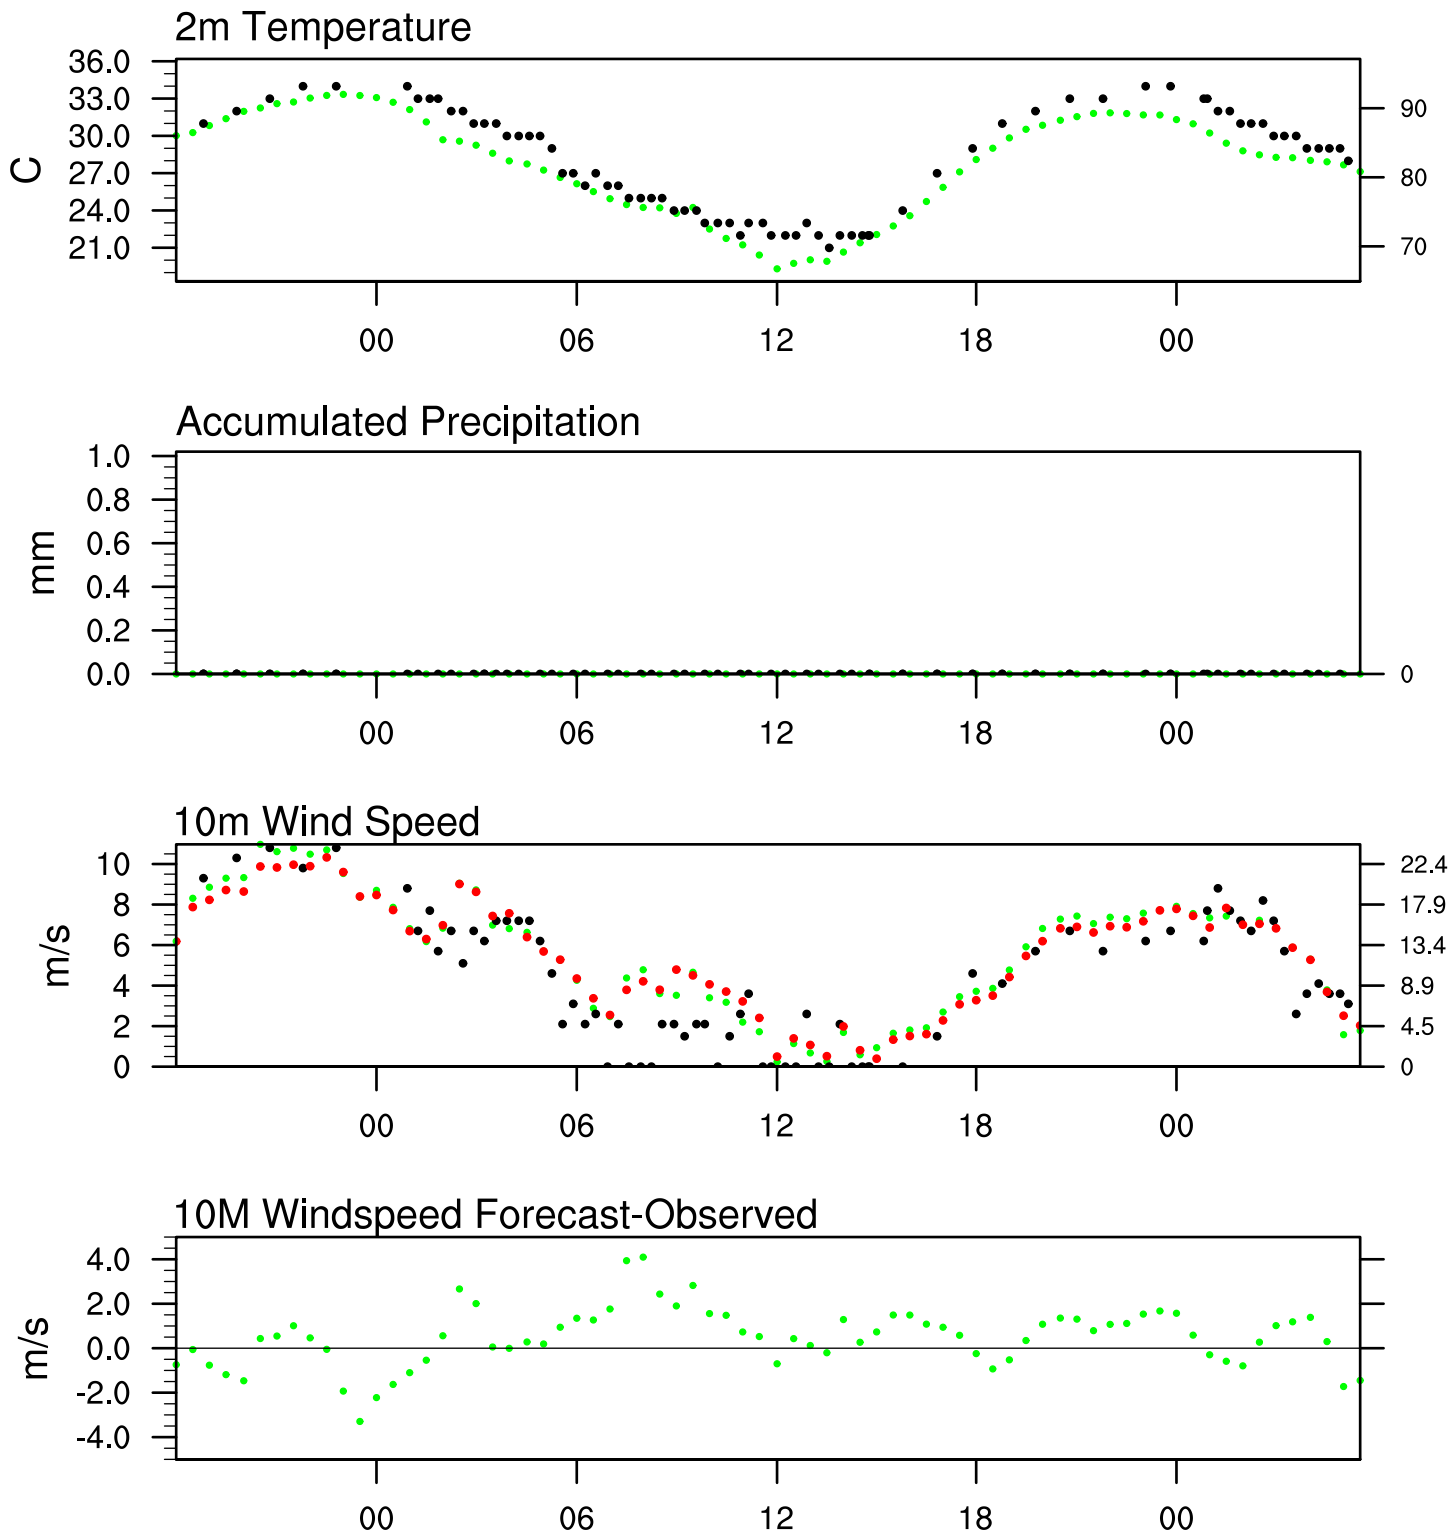 2m Temperature
36.0
33.0
30.0
27.0
24.0
21.0
C
90
80
70
00 06 12 18 00
Accumulated Precipitation
1.0
0.8
0.6
0.4
0.2
0.0
mm
0
00 06 12 18 00
10m Wind Speed
10
8
6
4
2
0
m/s
22.4
17.9
13.4
8.9
4.5
0
00 06 12 18 00
10M Windspeed Forecast-Observed
4.0
2.0
0.0
-2.0
-4.0
m/s
00 06 12 18 00